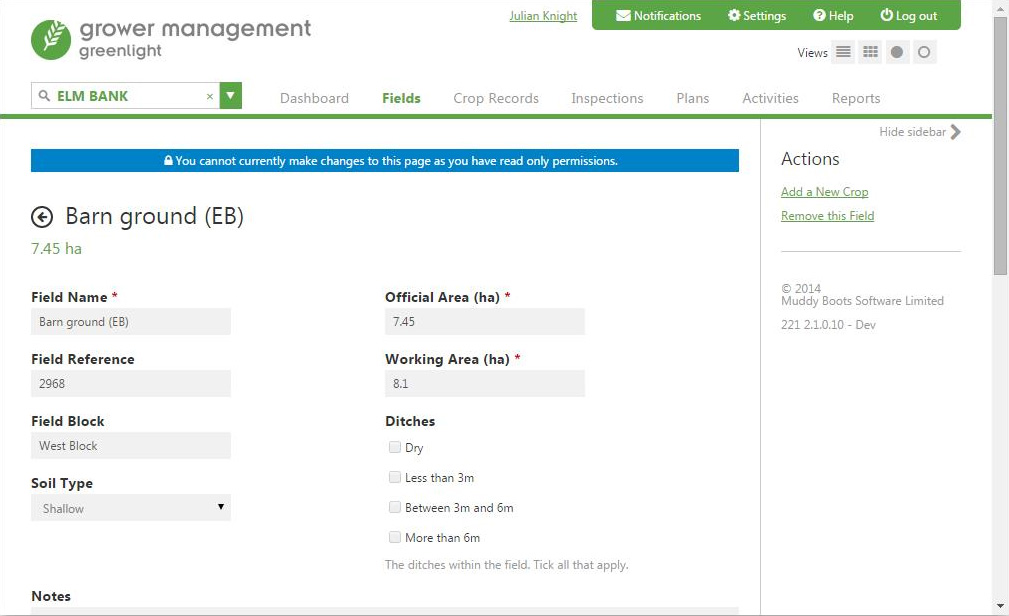 grower management
greenlight
Julian Knight
Notifications Settings Help Log out
Views
ELM BANK ×
Dashboard Fields Crop Records Inspections Plans Activities Reports
Hide sidebar
You cannot currently make changes to this page as you have read only permissions.
Barn ground (EB)
7.45 ha
Field Name *
Barn ground (EB)
Field Reference
2968
Field Block
West Block
Soil Type
Shallow
Official Area (ha) *
7.45
Working Area (ha) *
8.1
Ditches
Dry
Less than 3m
Between 3m and 6m
More than 6m
The ditches within the field. Tick all that apply.
Notes
Actions
Add a New Crop
Remove this Field
© 2014
Muddy Boots Software Limited
221 2.1.0.10 - Dev